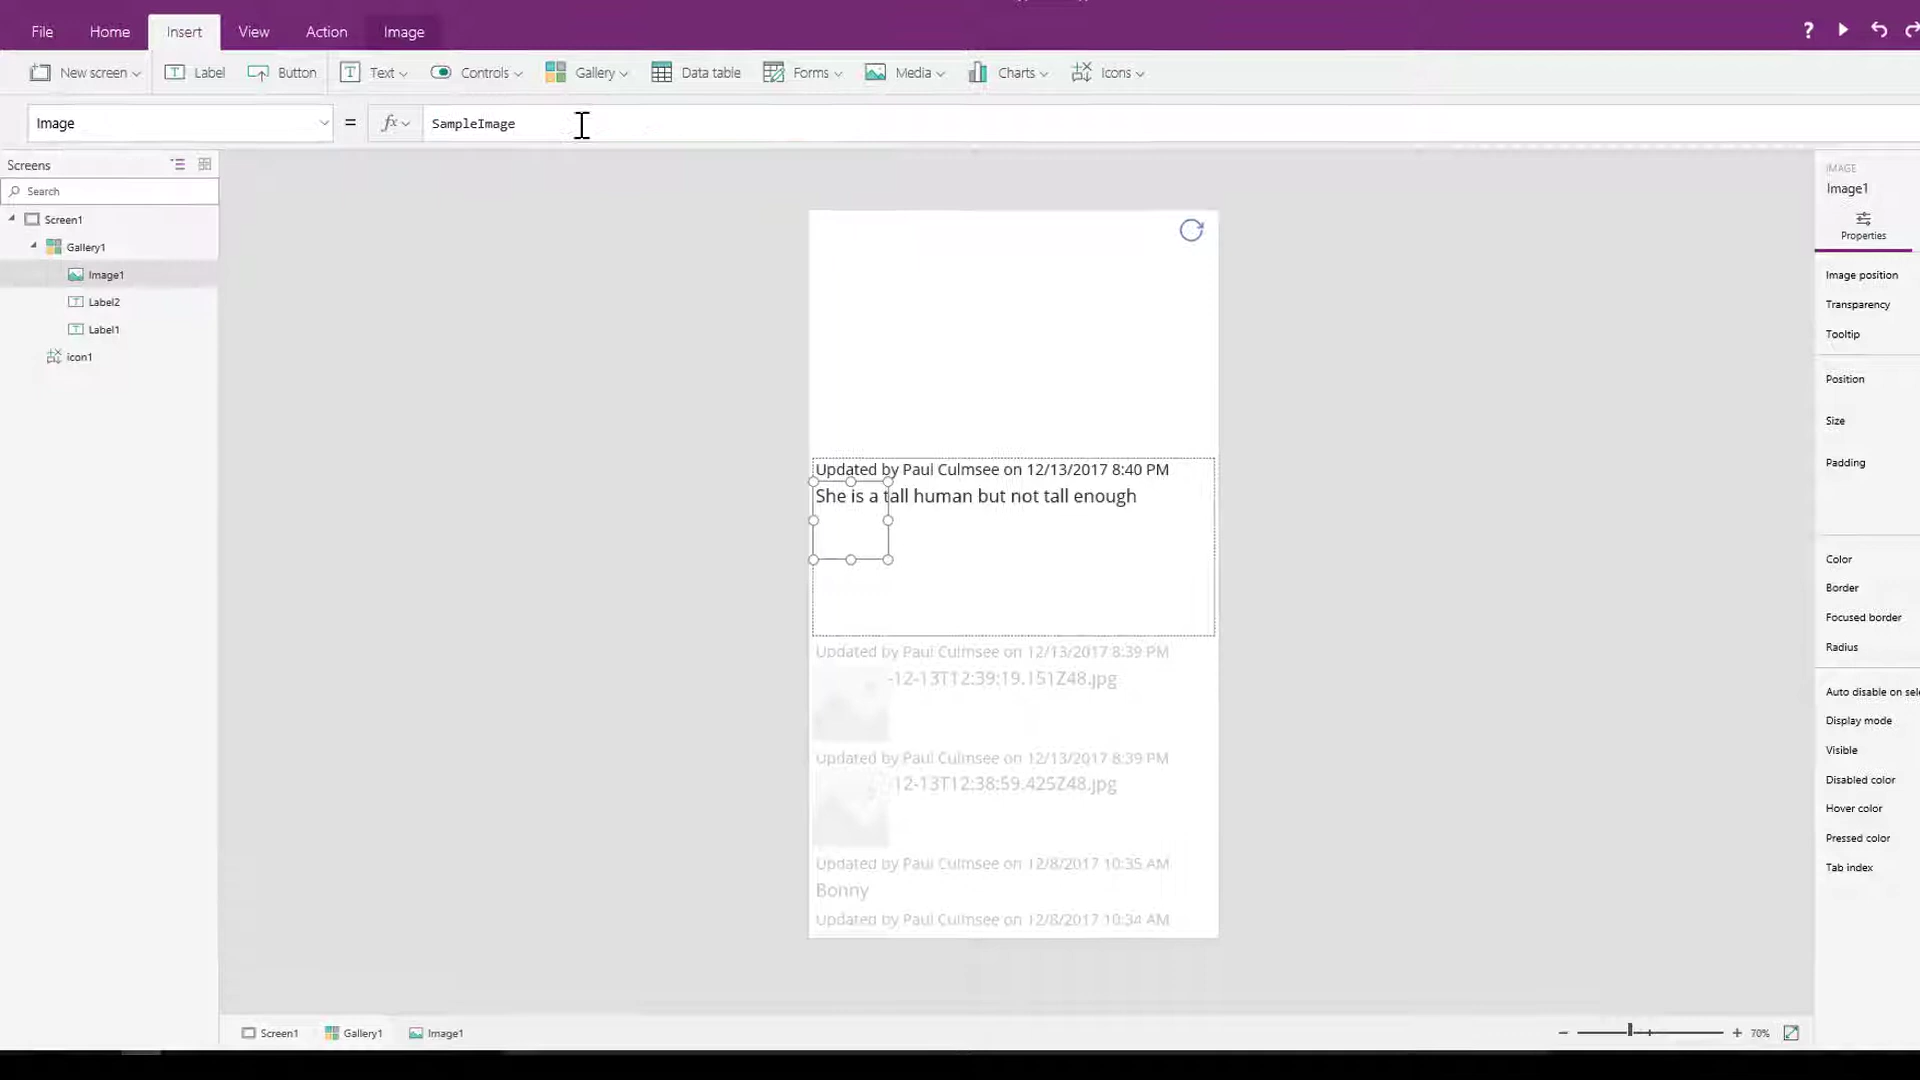 File Home Insert View Action Image ?
New screen Label Button Text Controls Gallery Data table Forms Media Charts Icons
Image = fx SampleImage
Screens
Search
Screen1
Gallery1
Image1
Label2
Label1
icon1
Updated by Paul Culmsee on 12/13/2017 8:40 PM
She is a tall human but not tall enough
Updated by Paul Culmsee on 12/13/2017 8:39 PM
-12-13T12:39:19.151Z48.jpg
Updated by Paul Culmsee on 12/13/2017 8:39 PM
12-13T12:38:59.425Z48.jpg
Updated by Paul Culmsee on 12/8/2017 10:35 AM
Bonny
Updated by Paul Culmsee on 12/8/2017 10:34 AM
IMAGE
Image1
Properties
Image position
Transparency
Tooltip
Position
Size
Padding
Color
Border
Focused border
Radius
Auto disable on sele
Display mode
Visible
Disabled color
Hover color
Pressed color
Tab index
Screen1 Gallery1 Image1 − + 70%